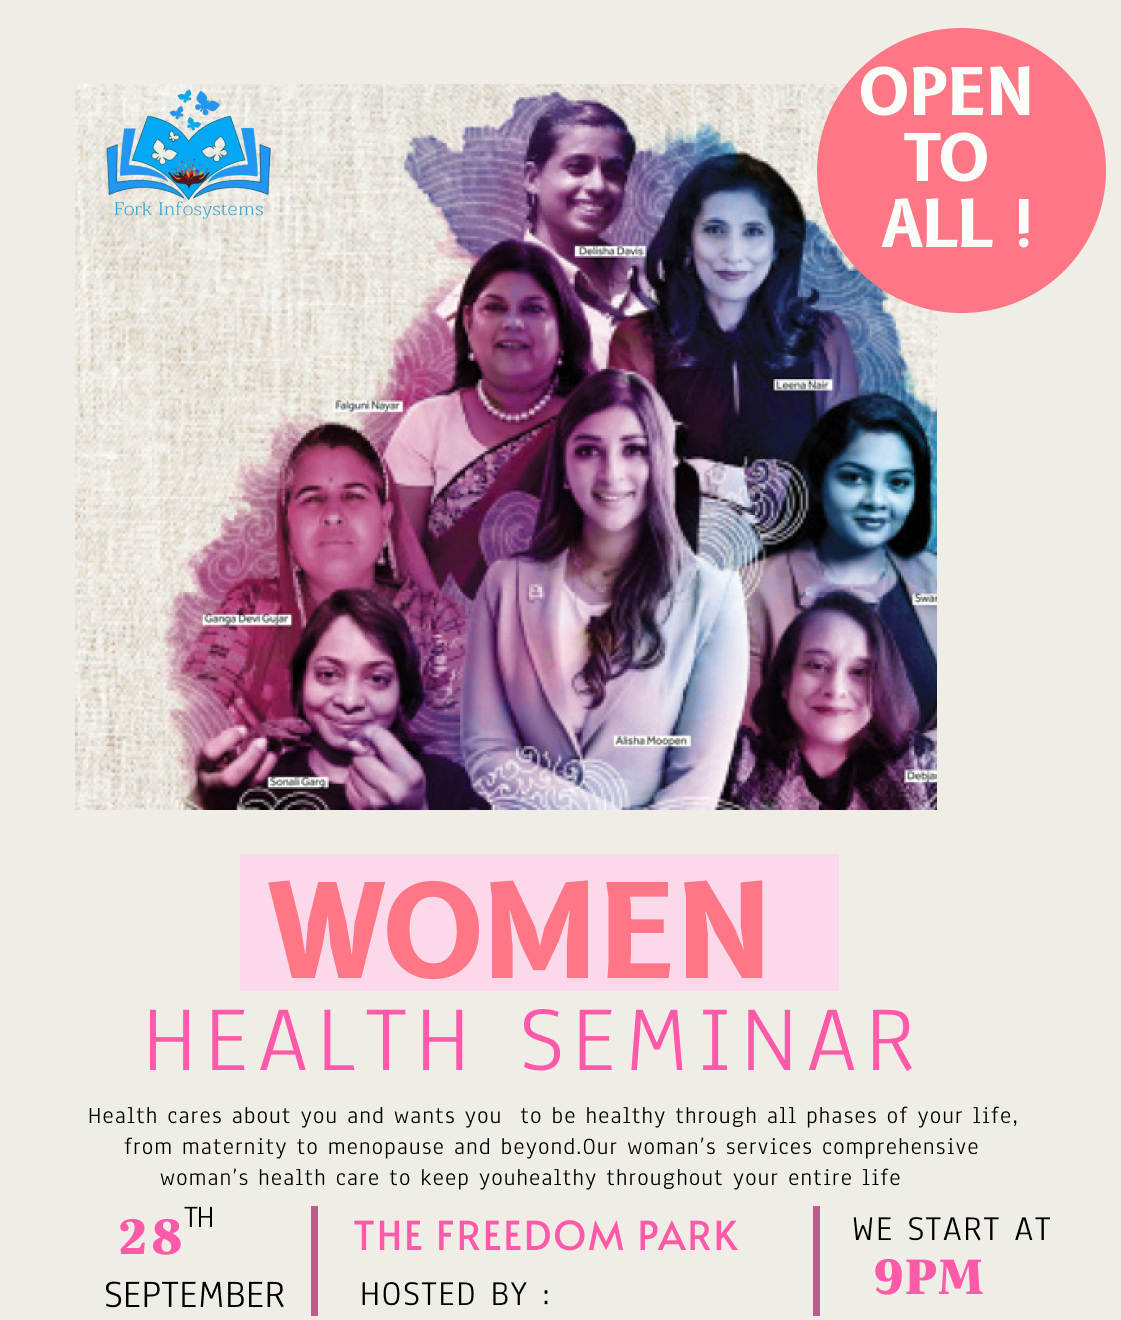 OPEN
TO
ALL !
Fork Infosystems
Delisha Davis
Leena Nair
Falguni Nayar
Ganga Devi Gujar
Alisha Moopen
Sonali Garg
WOMEN
HEALTH SEMINAR
Health cares about you and wants you to be healthy through all phases of your life,
from maternity to menopause and beyond.Our woman's services comprehensive
woman's health care to keep youhealthy throughout your entire life
28TH
SEPTEMBER
THE FREEDOM PARK
HOSTED BY :
WE START AT
9PM